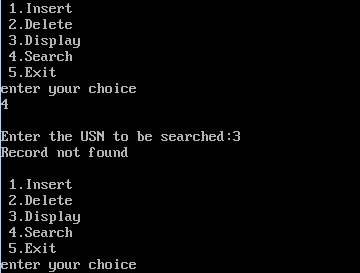 1.Insert
2.Delete
3.Display
4.Search
5.Exit
enter your choice
4
Enter the USN to be searched:3
Record not found
1.Insert
2.Delete
3.Display
4.Search
5.Exit
enter your choice